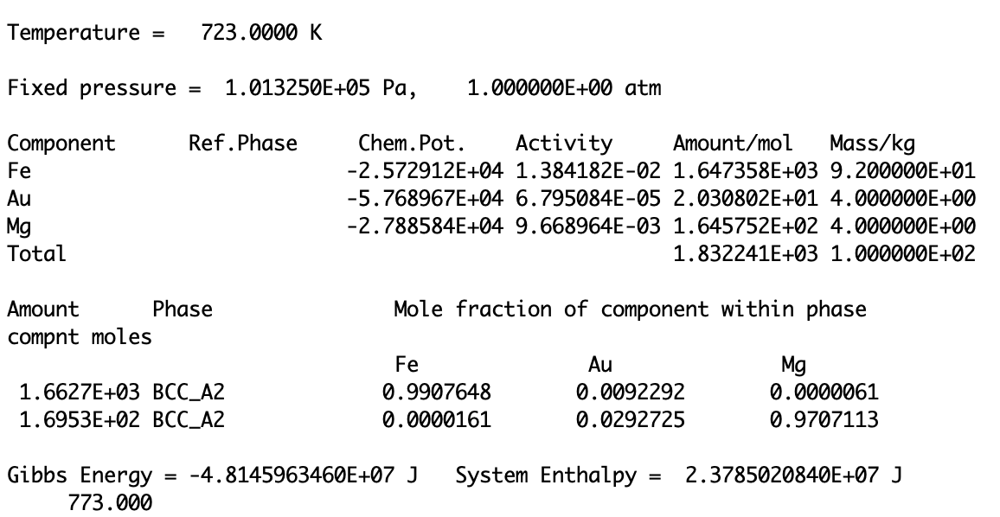 Temperature =   723.0000 K
Fixed pressure =  1.013250E+05 Pa,    1.000000E+00 atm
Component      Ref.Phase     Chem.Pot.    Activity     Amount/mol   Mass/kg
Fe                           -2.572912E+04 1.384182E-02 1.647358E+03 9.200000E+01
Au                           -5.768967E+04 6.795084E-05 2.030802E+01 4.000000E+00
Mg                           -2.788584E+04 9.668964E-03 1.645752E+02 4.000000E+00
Total                                                  1.832241E+03 1.000000E+02
Amount      Phase                Mole fraction of component within phase
compnt moles
                                Fe              Au              Mg
 1.6627E+03 BCC_A2             0.9907648       0.0092292       0.0000061
 1.6953E+02 BCC_A2             0.0000161       0.0292725       0.9707113
Gibbs Energy = -4.8145963460E+07 J   System Enthalpy =  2.3785020840E+07 J
     773.000